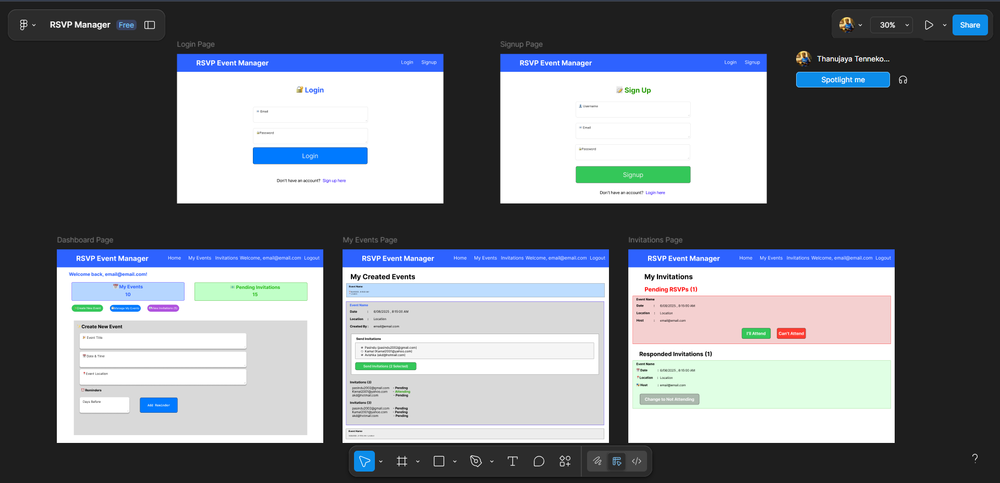 RSVP Manager Free
30%
Share
Thanujaya Tenneko...
Spotlight me
Login Page
RSVP Event Manager Login Signup
Login
Email
Password
Login
Don't have an account? Sign up here
Signup Page
RSVP Event Manager Login Signup
Sign Up
Username
Email
Password
Signup
Don't have an account? Login here
Dashboard Page
RSVP Event Manager Home My Events Invitations Welcome, email@email.com Logout
Welcome back, email@email.com!
My Events
10
Pending Invitations
15
Create New Event Manage My Events View Invitations (5)
Create New Event
Event Title
Date & Time
Event Location
Reminders
Days Before
Add Reminder
My Events Page
RSVP Event Manager Home My Events Invitations Welcome, email@email.com Logout
My Created Events
Event Name
Location
Event Name
Date : 6/08/2025 , 8:15:00 AM
Location : Location
Created By : email@email.com
Send Invitations
Pasindu (pasindu2002@gmail.com)
Kamal (Kamal2001@yahoo.com)
Avishka (akd@hotmail.com)
Send Invitations (2 Selected)
Invitations (3)
pasindu2002@gmail.com - Pending
Kamal2001@yahoo.com - Attending
akd@hotmail.com - Pending
Invitations (3)
pasindu2002@gmail.com - Pending
Kamal2001@yahoo.com - Pending
akd@hotmail.com - Pending
Event Name
Invitations Page
RSVP Event Manager Home My Events Invitations Welcome, email@email.com Logout
My Invitations
Pending RSVPs (1)
Event Name
Date : 6/08/2025 , 8:15:00 AM
Location : Location
Host : email@email.com
I'll Attend Can't Attend
Responded Invitations (1)
Event Name
Date : 6/08/2025 , 8:15:00 AM
Location : Location
Host : email@email.com
Change to Not Attending